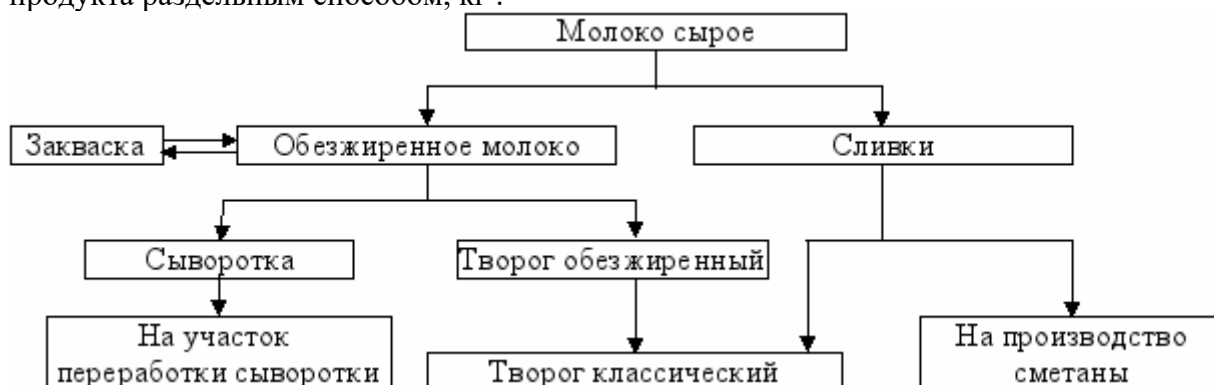 продукта раздельным способом, кг .
Молоко сырое
Закваска
Обезжиренное молоко
Сливки
Сыворотка
Творог обезжиренный
На участок
переработки сыворотки
Творог классический
На производство
сметаны